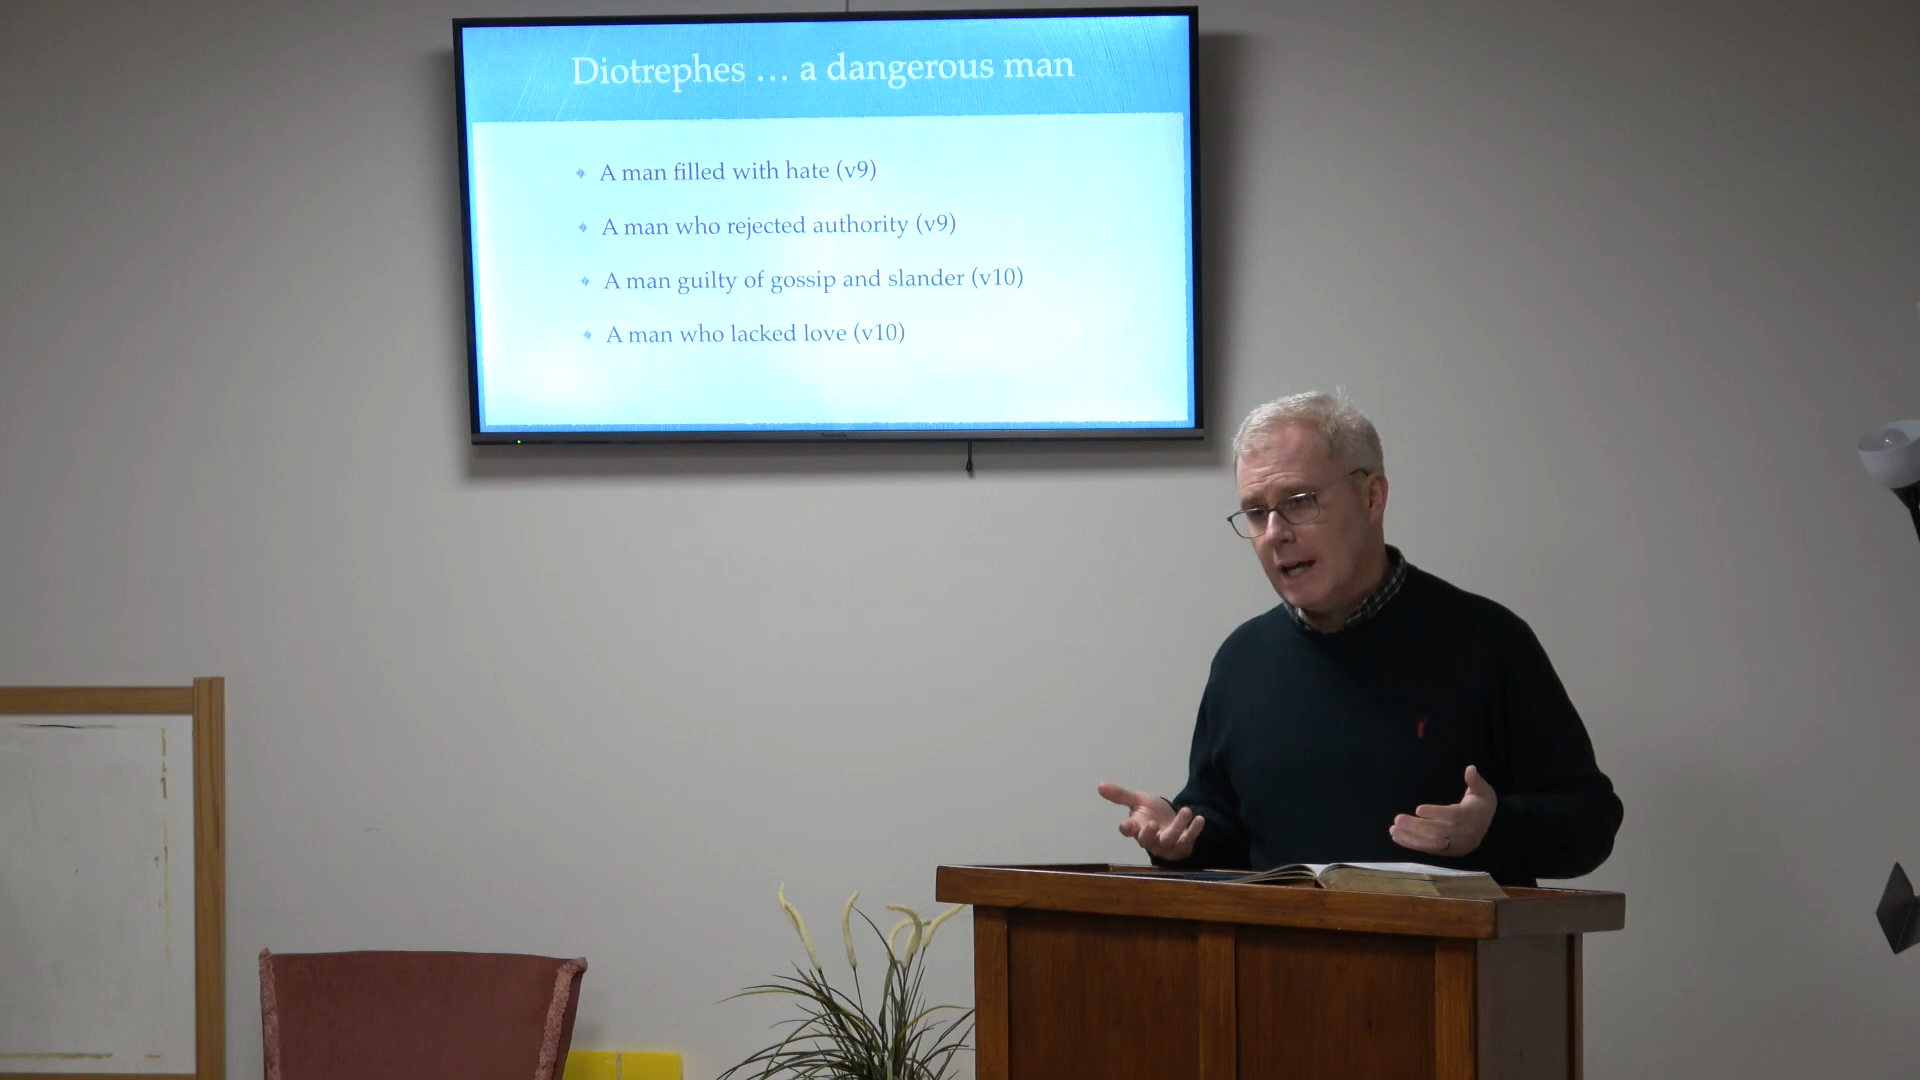 Diotrephes … a dangerous man
A man filled with hate (v9)
A man who rejected authority (v9)
A man guilty of gossip and slander (v10)
A man who lacked love (v10)